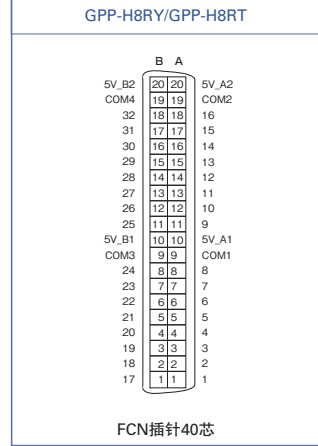 GPP-H8RY/GPP-H8RT
B A
5V_B2 20 20 5V_A2
COM4 19 19 COM2
32 18 18 16
31 17 17 15
30 16 16 14
29 15 15 13
28 14 14 12
27 13 13 11
26 12 12 10
25 11 11 9
5V_B1 10 10 5V_A1
COM3 9 9 COM1
24 8 8 8
23 7 7 7
22 6 6 6
21 5 5 5
20 4 4 4
19 3 3 3
18 2 2 2
17 1 1 1
FCN插针40芯